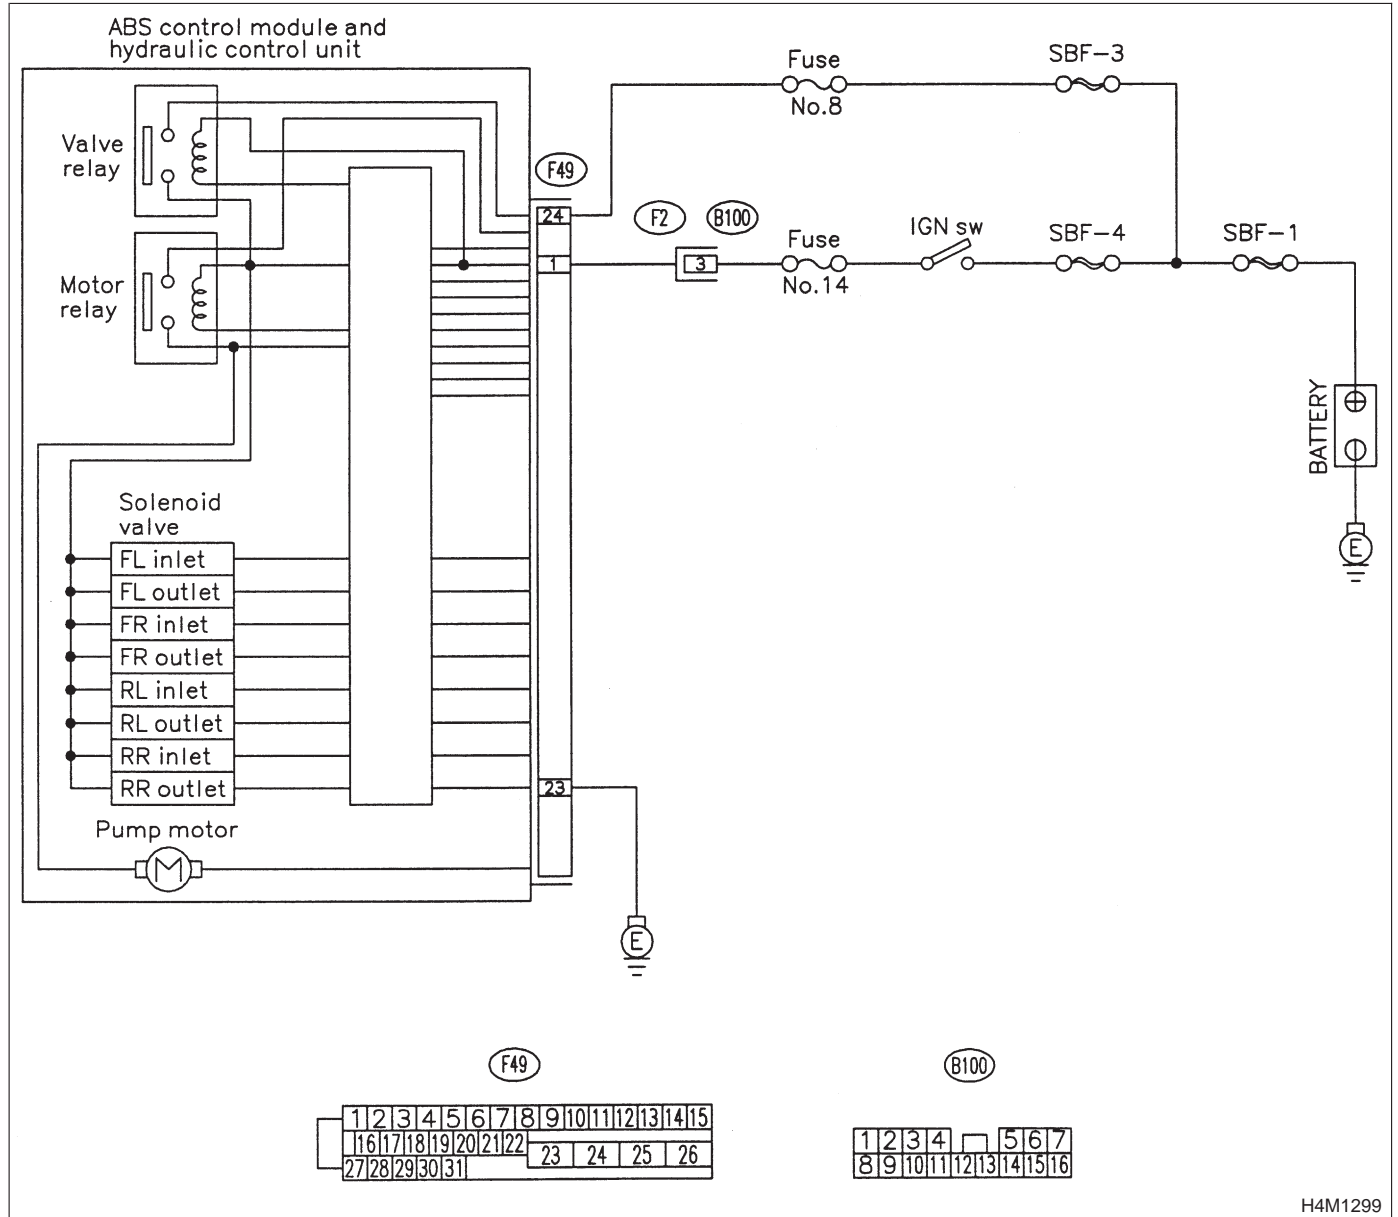 ABS control module and
hydraulic control unit
Valve
relay
Motor
relay
F49
24
1
23
F2
B100
3
Fuse
No.8
SBF-3
Fuse
No.14
IGN sw
SBF-4
SBF-1
BATTERY
E
Solenoid
valve
FL inlet
FL outlet
FR inlet
FR outlet
RL inlet
RL outlet
RR inlet
RR outlet
Pump motor
M
E
F49
1 2 3 4 5 6 7 8 9 10 11 12 13 14 15
16 17 18 19 20 21 22
23 24 25 26
27 28 29 30 31
B100
1 2 3 4 5 6 7
8 9 10 11 12 13 14 15 16
H4M1299